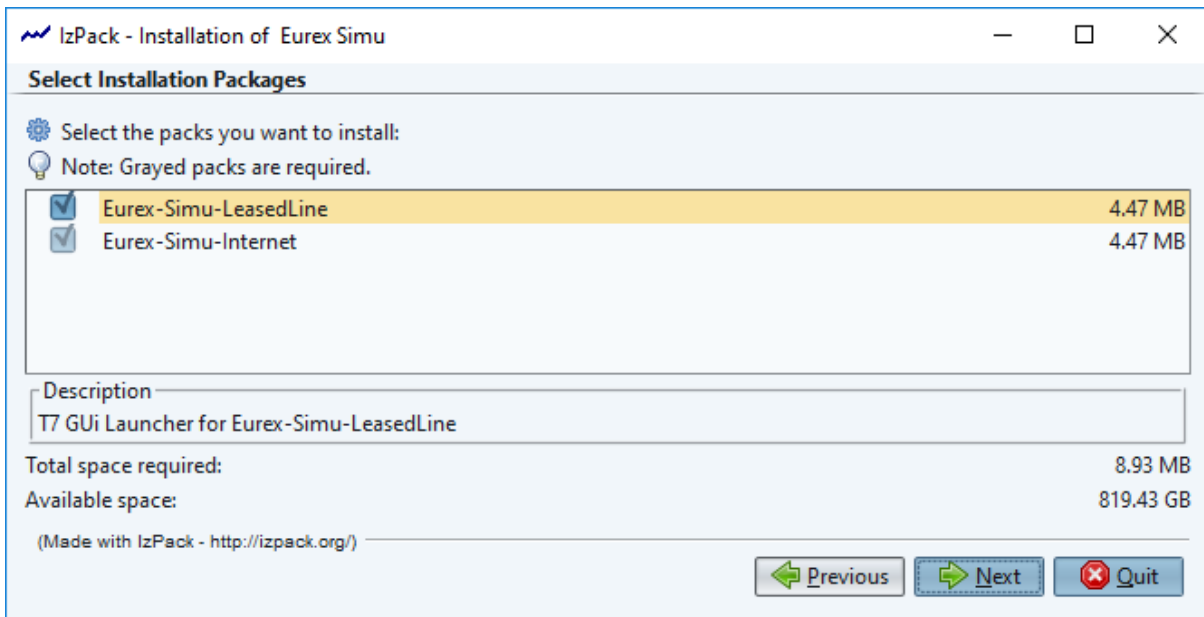 IzPack - Installation of  Eurex Simu
Select Installation Packages
Select the packs you want to install:
Note: Grayed packs are required.
Eurex-Simu-LeasedLine 4.47 MB
Eurex-Simu-Internet 4.47 MB
Description
T7 GUi Launcher for Eurex-Simu-LeasedLine
Total space required: 8.93 MB
Available space: 819.43 GB
(Made with IzPack - http://izpack.org/)
Previous Next Quit